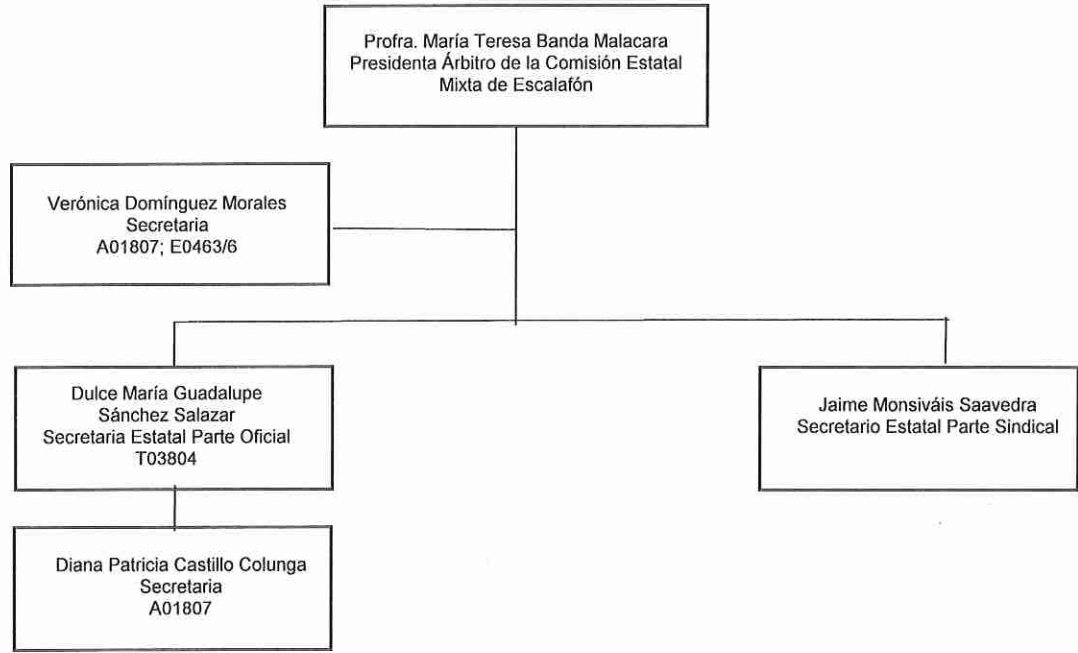 Profra. María Teresa Banda Malacara
Presidenta Árbitro de la Comisión Estatal
Mixta de Escalafón
Verónica Domínguez Morales
Secretaria
A01807; E0463/6
Dulce María Guadalupe
Sánchez Salazar
Secretaria Estatal Parte Oficial
T03804
Jaime Monsiváis Saavedra
Secretario Estatal Parte Sindical
Diana Patricia Castillo Colunga
Secretaria
A01807